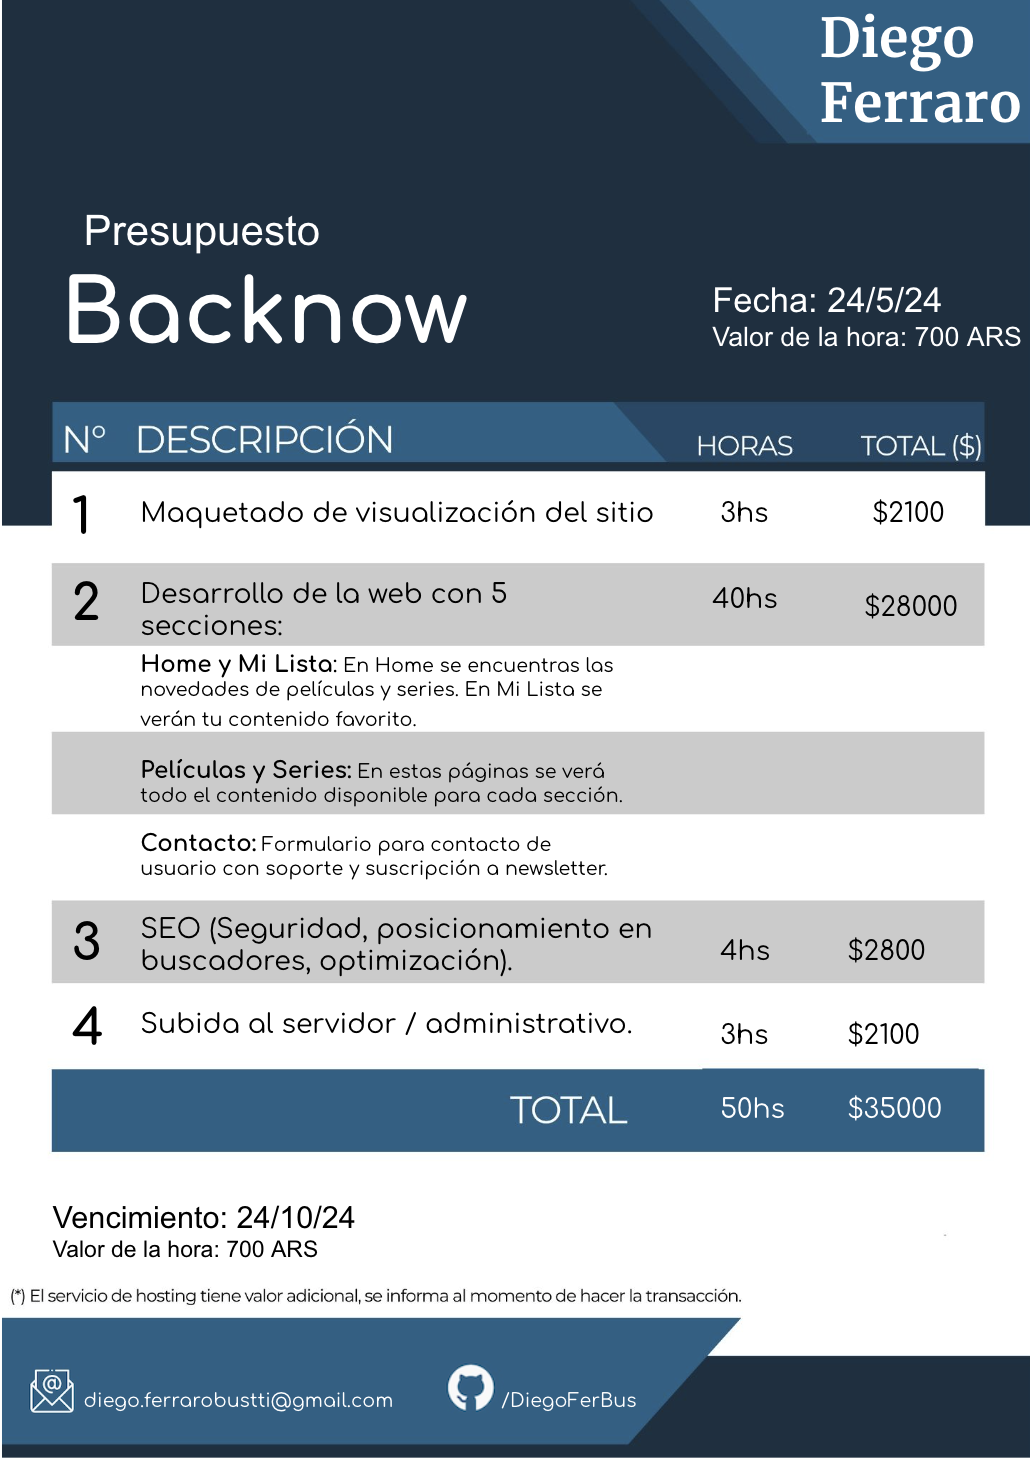 Diego
Ferraro
Presupuesto
Backnow
Fecha: 24/5/24
Valor de la hora: 700 ARS
N° DESCRIPCIÓN HORAS TOTAL ($)
1 Maquetado de visualización del sitio 3hs $2100
2 Desarrollo de la web con 5 40hs $28000
secciones:
Home y Mi Lista: En Home se encuentras las
novedades de películas y series. En Mi Lista se
verán tu contenido favorito.
Películas y Series: En estas páginas se verá
todo el contenido disponible para cada sección.
Contacto: Formulario para contacto de
usuario con soporte y suscripción a newsletter.
3 SEO (Seguridad, posicionamiento en 4hs $2800
buscadores, optimización).
4 Subida al servidor / administrativo. 3hs $2100
TOTAL 50hs $35000
Vencimiento: 24/10/24
Valor de la hora: 700 ARS
(*) El servicio de hosting tiene valor adicional, se informa al momento de hacer la transacción.
diego.ferrarobustti@gmail.com /DiegoFerBus